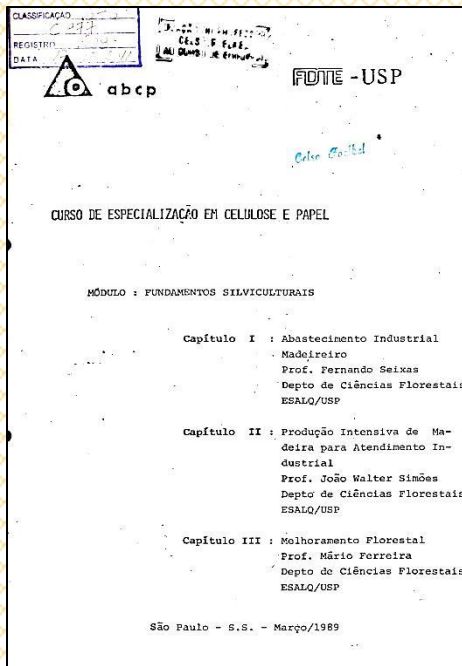 CLASSIFICAÇÃO
REGISTRO
DATA
abcp
FDTE - USP
CURSO DE ESPECIALIZAÇÃO EM CELULOSE E PAPEL
MÓDULO : FUNDAMENTOS SILVICULTURAIS
Capítulo I : Abastecimento Industrial
Madeireiro
Prof. Fernando Seixas
Depto de Ciências Florestais
ESALQ/USP
Capítulo II : Produção Intensiva de Ma-
deira para Atendimento In-
dustrial
Prof. João Walter Simões
Depto de Ciências Florestais
ESALQ/USP
Capítulo III : Melhoramento Florestal
Prof. Mário Ferreira
Depto de Ciências Florestais
ESALQ/USP
São Paulo - S.S. - Março/1989